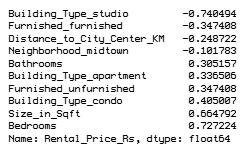 Building_Type_studio -0.740494
Furnished_furnished -0.347408
Distance_to_City_Center_KM -0.248722
Neighborhood_midtown -0.101783
Bathrooms 0.305157
Building_Type_apartment 0.336506
Furnished_unfurnished 0.347408
Building_Type_condo 0.405007
Size_in_Sqft 0.664792
Bedrooms 0.727224
Name: Rental_Price_Rs, dtype: float64